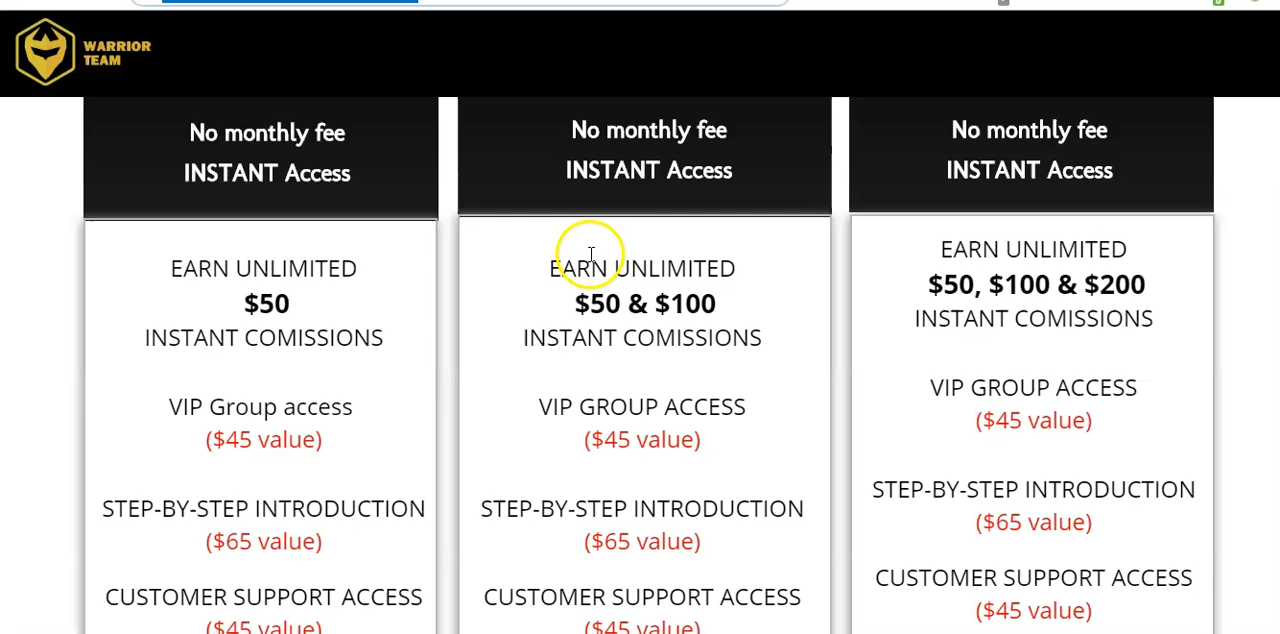 WARRIOR
TEAM
No monthly fee
INSTANT Access
EARN UNLIMITED
$50
INSTANT COMISSIONS
VIP Group access
($45 value)
STEP-BY-STEP INTRODUCTION
($65 value)
CUSTOMER SUPPORT ACCESS
($45 value)
No monthly fee
INSTANT Access
EARN UNLIMITED
$50 & $100
INSTANT COMISSIONS
VIP GROUP ACCESS
($45 value)
STEP-BY-STEP INTRODUCTION
($65 value)
CUSTOMER SUPPORT ACCESS
($45 value)
No monthly fee
INSTANT Access
EARN UNLIMITED
$50, $100 & $200
INSTANT COMISSIONS
VIP GROUP ACCESS
($45 value)
STEP-BY-STEP INTRODUCTION
($65 value)
CUSTOMER SUPPORT ACCESS
($45 value)